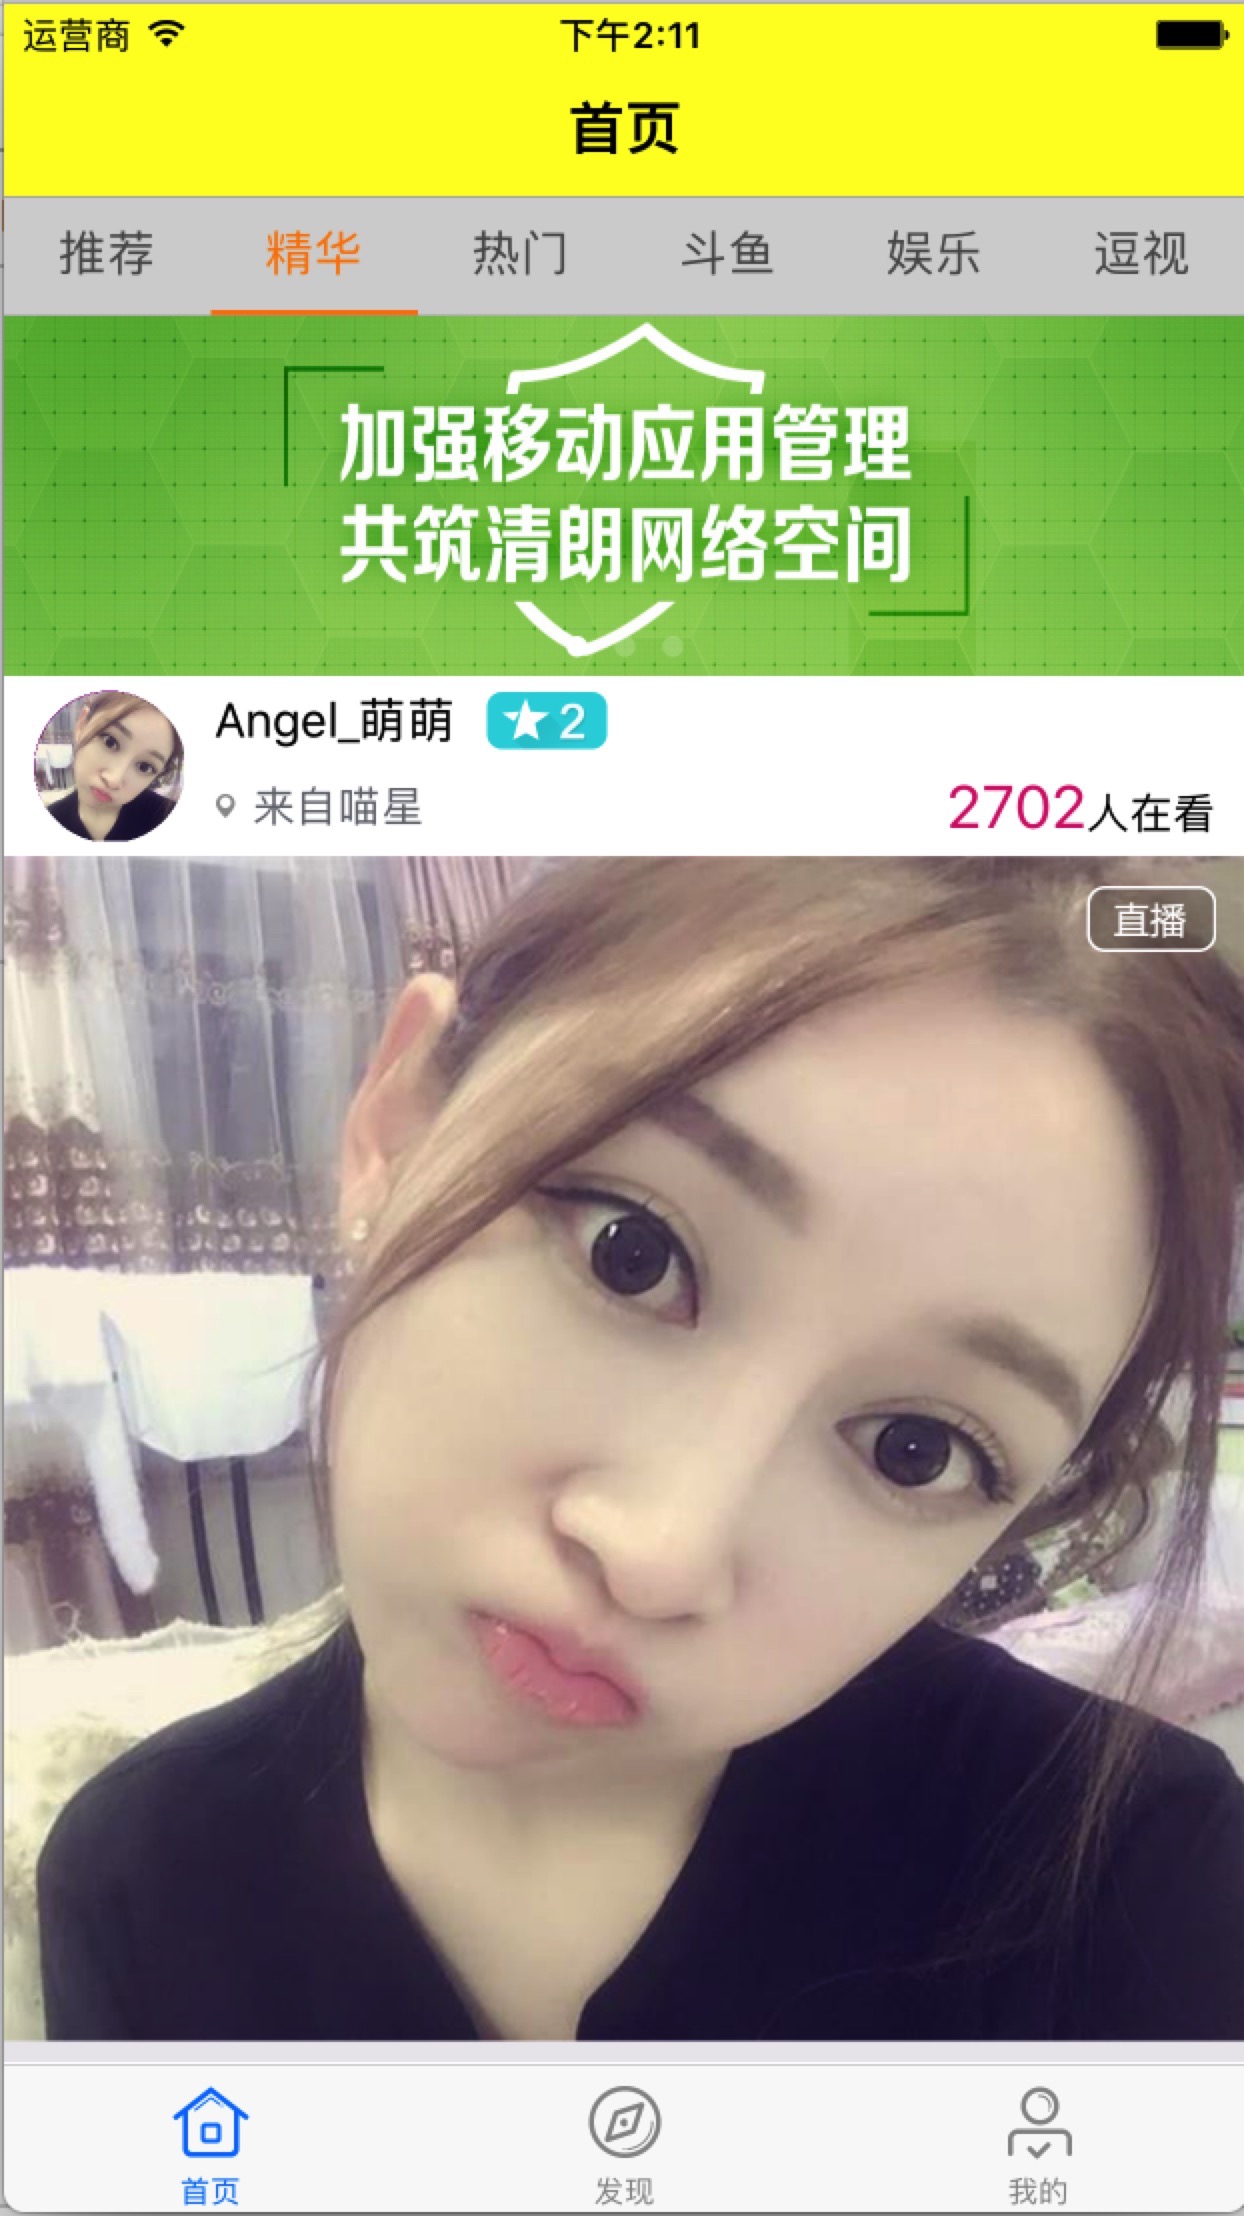 运营商 下午2:11
首页
推荐 精华 热门 斗鱼 娱乐 逗视
加强移动应用管理
共筑清朗网络空间
Angel_萌萌 2
来自喵星 2702人在看
直播
首页 发现 我的